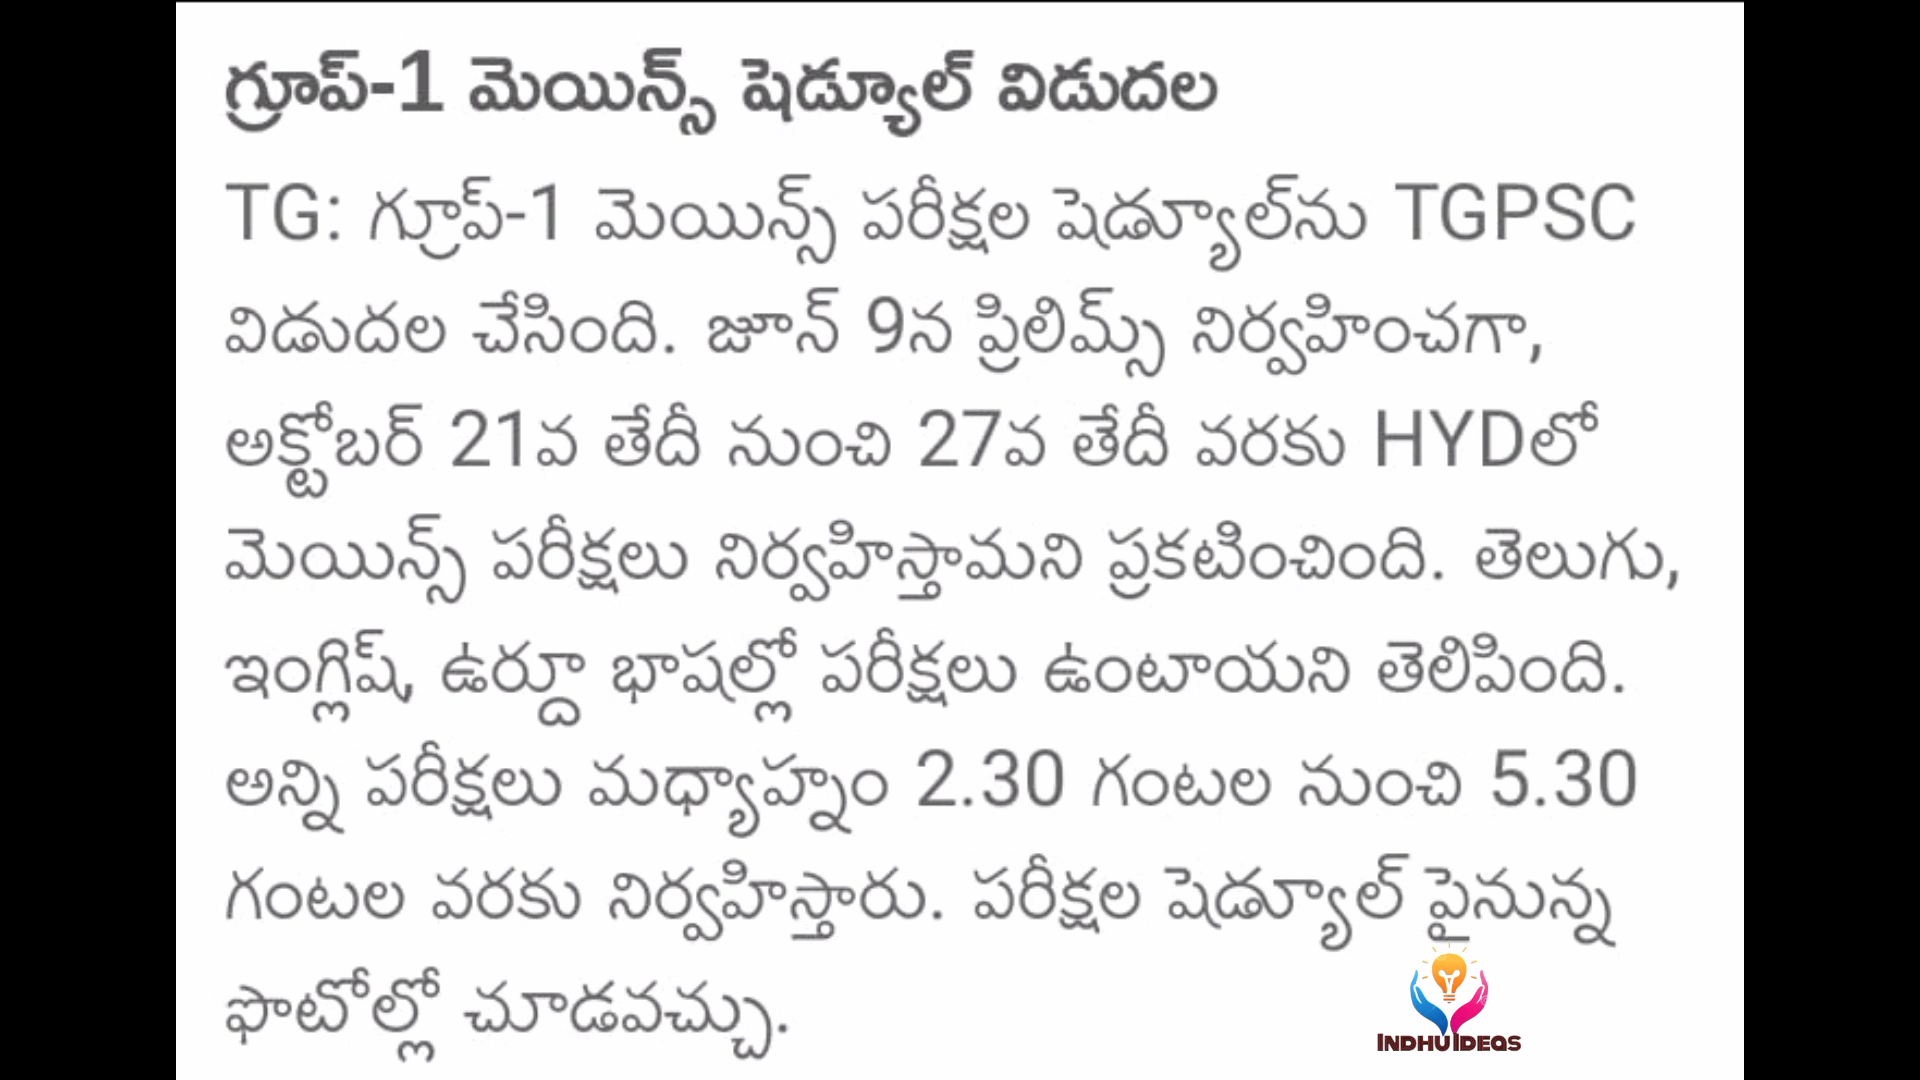 గ్రూప్-1 మెయిన్స్ షెడ్యూల్ విడుదల
TG: గ్రూప్-1 మెయిన్స్ పరీక్షల షెడ్యూల్‌ను TGPSC
విడుదల చేసింది. జూన్ 9న ప్రిలిమ్స్ నిర్వహించగా,
అక్టోబర్ 21వ తేదీ నుంచి 27వ తేదీ వరకు HYDలో
మెయిన్స్ పరీక్షలు నిర్వహిస్తామని ప్రకటించింది. తెలుగు,
ఇంగ్లిష్, ఉర్దూ భాషల్లో పరీక్షలు ఉంటాయని తెలిపింది.
అన్ని పరీక్షలు మధ్యాహ్నం 2.30 గంటల నుంచి 5.30
గంటల వరకు నిర్వహిస్తారు. పరీక్షల షెడ్యూల్ పైనున్న
ఫొటోల్లో చూడవచ్చు.
INDHU IDEAS